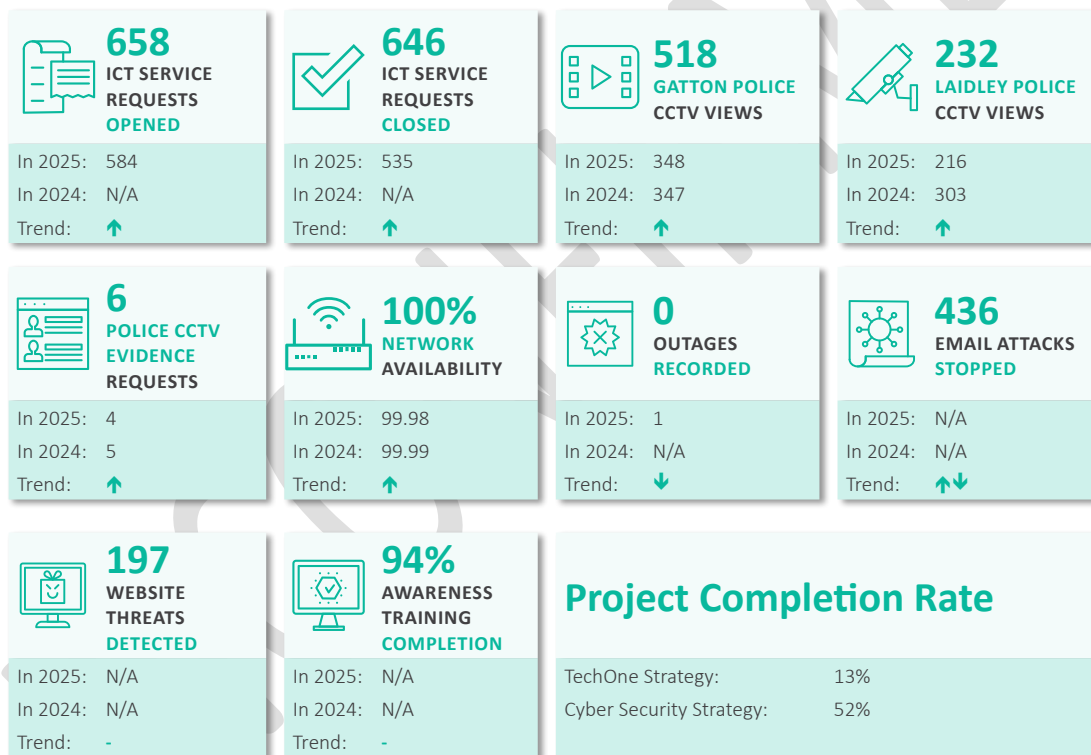 658
ICT SERVICE
REQUESTS
OPENED
In 2025: 584
In 2024: N/A
Trend: ↑
646
ICT SERVICE
REQUESTS
CLOSED
In 2025: 535
In 2024: N/A
Trend: ↑
518
GATTON POLICE
CCTV VIEWS
In 2025: 348
In 2024: 347
Trend: ↑
232
LAIDLEY POLICE
CCTV VIEWS
In 2025: 216
In 2024: 303
Trend: ↑
6
POLICE CCTV
EVIDENCE
REQUESTS
In 2025: 4
In 2024: 5
Trend: ↑
100%
NETWORK
AVAILABILITY
In 2025: 99.98
In 2024: 99.99
Trend: ↑
0
OUTAGES
RECORDED
In 2025: 1
In 2024: N/A
Trend: ↓
436
EMAIL ATTACKS
STOPPED
In 2025: N/A
In 2024: N/A
Trend: ↑↓
197
WEBSITE
THREATS
DETECTED
In 2025: N/A
In 2024: N/A
Trend: -
94%
AWARENESS
TRAINING
COMPLETION
In 2025: N/A
In 2024: N/A
Trend: -
Project Completion Rate
TechOne Strategy: 13%
Cyber Security Strategy: 52%